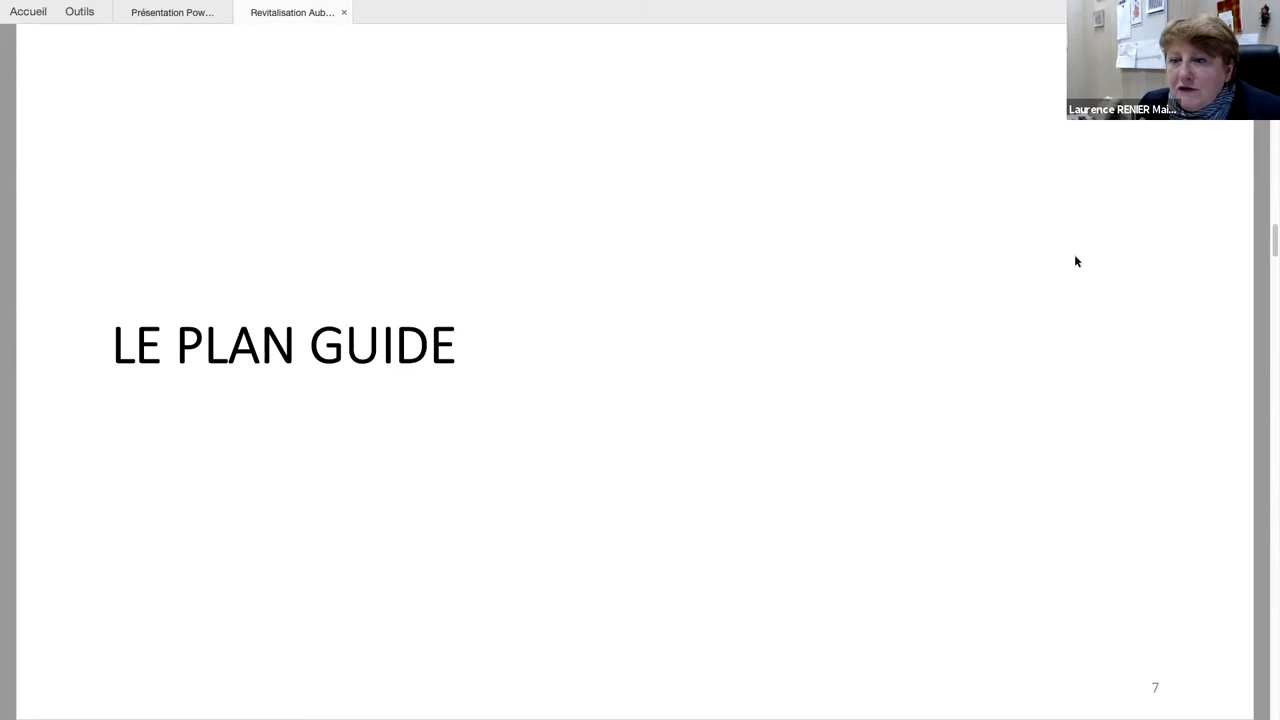 Accueil Outils Présentation Pow... Revitalisation Aub... ×
Laurence RENIER Mai...
LE PLAN GUIDE
7